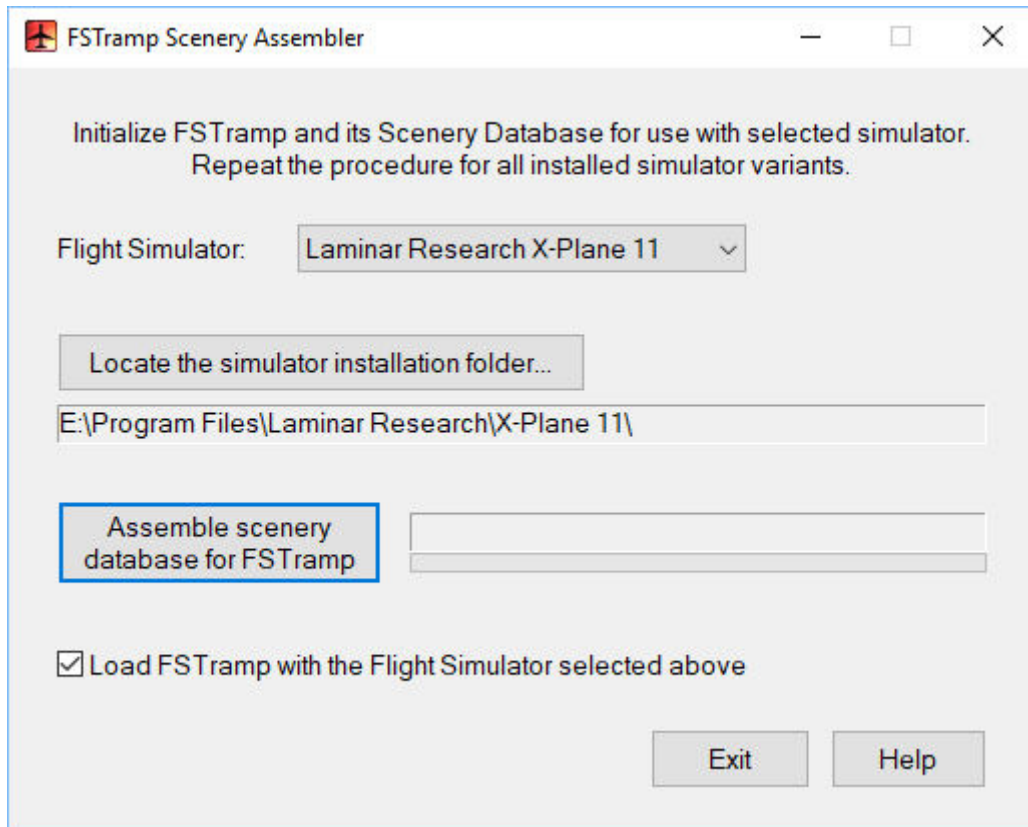 FSTramp Scenery Assembler
Initialize FSTramp and its Scenery Database for use with selected simulator.
Repeat the procedure for all installed simulator variants.
Flight Simulator:
Laminar Research X-Plane 11
Locate the simulator installation folder...
E:\Program Files\Laminar Research\X-Plane 11\
Assemble scenery
database for FSTramp
Load FSTramp with the Flight Simulator selected above
Exit
Help